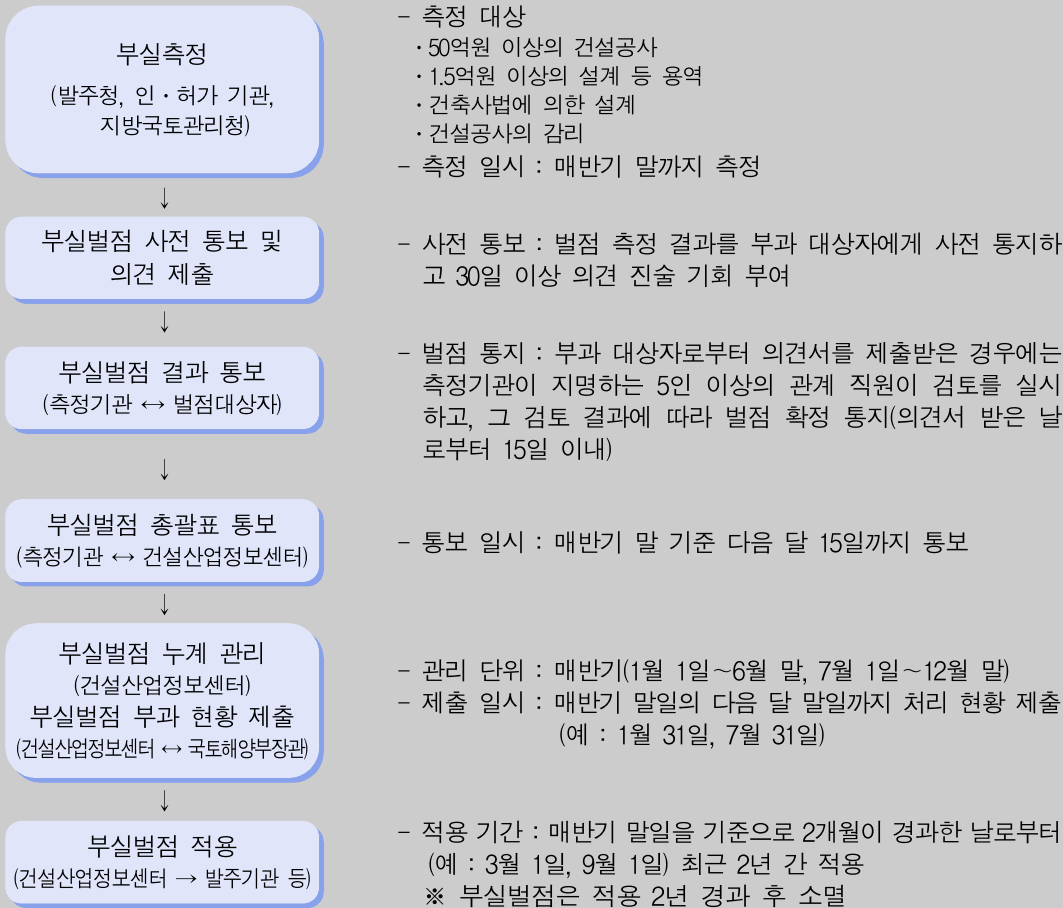 부실측정
(발주청, 인·허가 기관,
지방국토관리청)
- 측정 대상
·50억원 이상의 건설공사
·1.5억원 이상의 설계 등 용역
·건축사법에 의한 설계
·건설공사의 감리
- 측정 일시 : 매반기 말까지 측정
↓
부실벌점 사전 통보 및
의견 제출
- 사전 통보 : 벌점 측정 결과를 부과 대상자에게 사전 통지하
고 30일 이상 의견 진술 기회 부여
↓
부실벌점 결과 통보
(측정기관 ↔ 벌점대상자)
- 벌점 통지 : 부과 대상자로부터 의견서를 제출받은 경우에는
측정기관이 지명하는 5인 이상의 관계 직원이 검토를 실시
하고, 그 검토 결과에 따라 벌점 확정 통지(의견서 받은 날
로부터 15일 이내)
↓
부실벌점 총괄표 통보
(측정기관 ↔ 건설산업정보센터)
- 통보 일시 : 매반기 말 기준 다음 달 15일까지 통보
↓
부실벌점 누계 관리
(건설산업정보센터)
부실벌점 부과 현황 제출
(건설산업정보센터 ↔ 국토해양부장관)
- 관리 단위 : 매반기(1월 1일~6월 말, 7월 1일~12월 말)
- 제출 일시 : 매반기 말일의 다음 달 말일까지 처리 현황 제출
(예 : 1월 31일, 7월 31일)
↓
부실벌점 적용
(건설산업정보센터 → 발주기관 등)
- 적용 기간 : 매반기 말일을 기준으로 2개월이 경과한 날로부터
(예 : 3월 1일, 9월 1일) 최근 2년 간 적용
※ 부실벌점은 적용 2년 경과 후 소멸